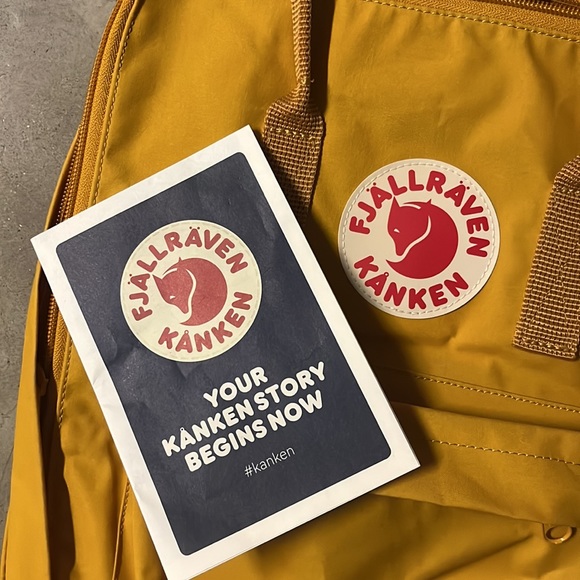 FJÄLLRÄVEN
KÅNKEN
YOUR
KÅNKEN STORY
BEGINS NOW
#kanken
FJÄLLRÄVEN
KÅNKEN